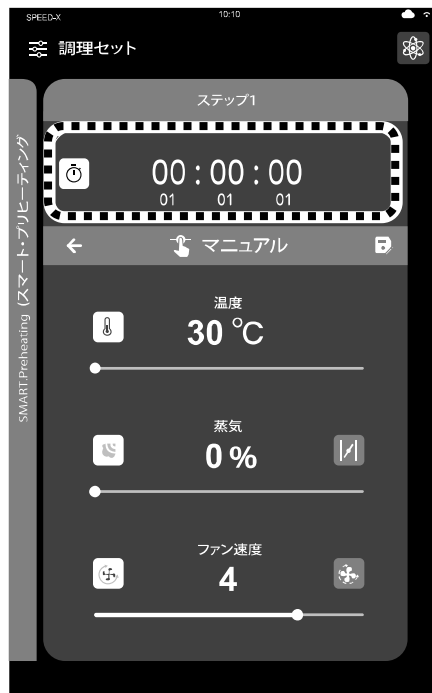 SPEED-X
10:10
調理セット
ステップ1
00 : 00 : 00
01 01 01
マニュアル
SMART.Preheating (スマート・プリヒーティング
温度
30 °C
蒸気
0 %
ファン速度
4